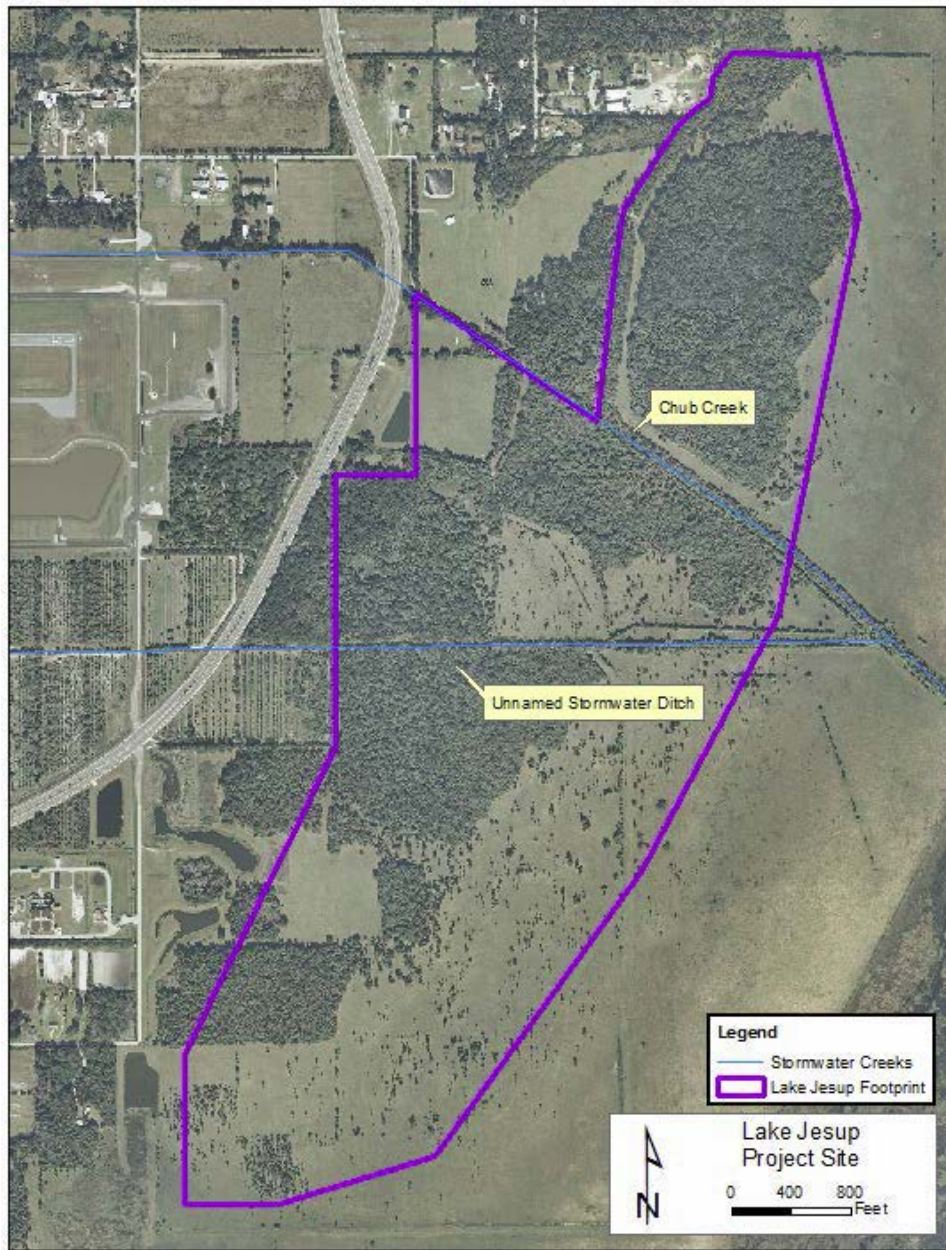 Chub Creek
Unnamed Stormwater Ditch
Legend
Stormwater Creeks
Lake Jesup Footprint
Lake Jesup
Project Site
N
0 400 800
Feet